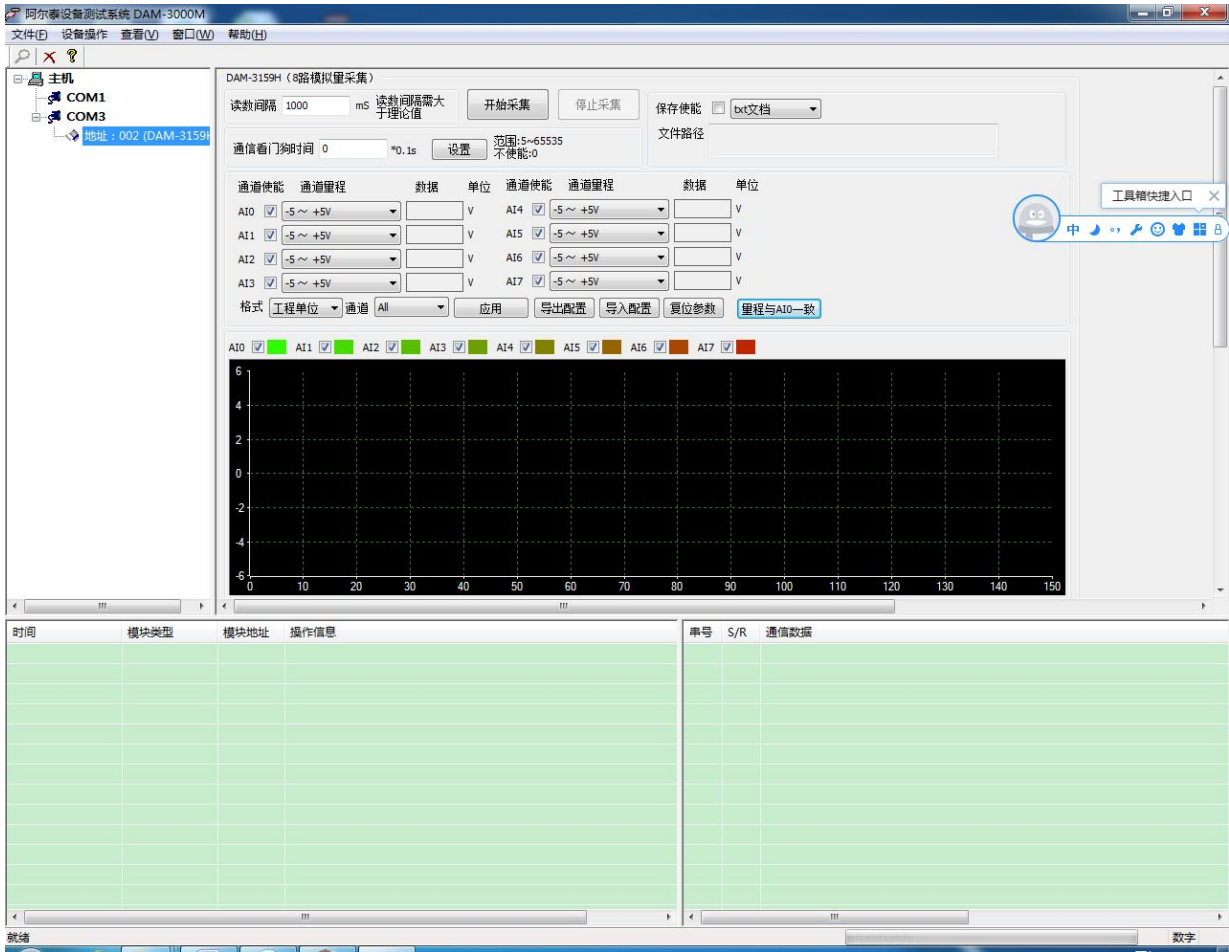 阿尔泰设备测试系统 DAM-3000M
文件(F) 设备操作 查看(V) 窗口(W) 帮助(H)
主机
COM1
COM3
地址：002 (DAM-3159H
DAM-3159H（8路模拟量采集）
读数间隔 1000 mS 读数间隔需大于理论值 开始采集 停止采集
保存使能 txt文档
文件路径
通信看门狗时间 0 *0.1s 设置 范围:5~65535 不使能:0
通道使能 通道量程 数据 单位 通道使能 通道量程 数据 单位
AI0 -5～ +5V V AI4 -5～ +5V V
AI1 -5～ +5V V AI5 -5～ +5V V
AI2 -5～ +5V V AI6 -5～ +5V V
AI3 -5～ +5V V AI7 -5～ +5V V
格式 工程单位 通道 All 应用 导出配置 导入配置 复位参数 量程与AI0一致
工具箱快捷入口
中
AI0 AI1 AI2 AI3 AI4 AI5 AI6 AI7
6
4
2
0
-2
-4
-6
0 10 20 30 40 50 60 70 80 90 100 110 120 130 140 150
时间 模块类型 模块地址 操作信息 串号 S/R 通信数据
就绪 数字